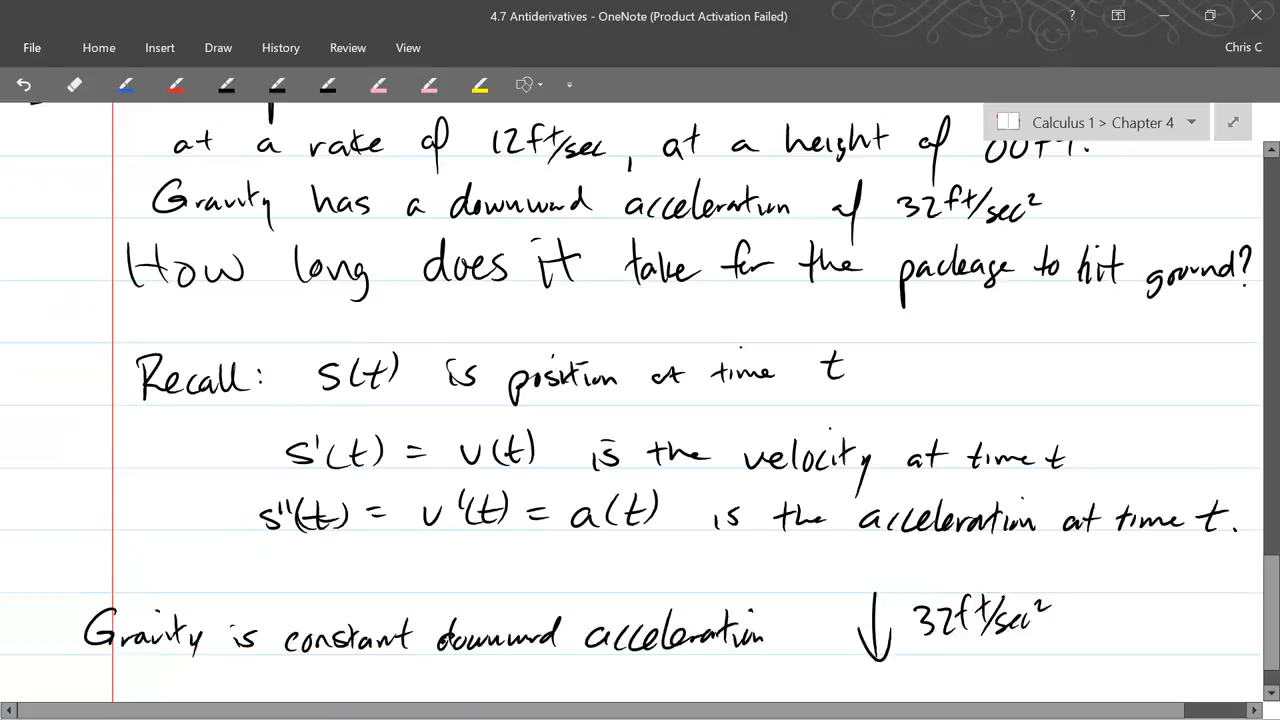 4.7 Antiderivatives - OneNote (Product Activation Failed)
File Home Insert Draw History Review View Chris C
Calculus 1 > Chapter 4
at a rate of 12ft/sec, at a height of
Gravity has a downward acceleration of 32ft/sec²
How long does it take for the package to hit ground?
Recall: s(t) is position at time t
s'(t) = v(t) is the velocity at time t
s''(t) = v'(t) = a(t) is the acceleration at time t.
Gravity is constant downward acceleration ↓ 32ft/sec²